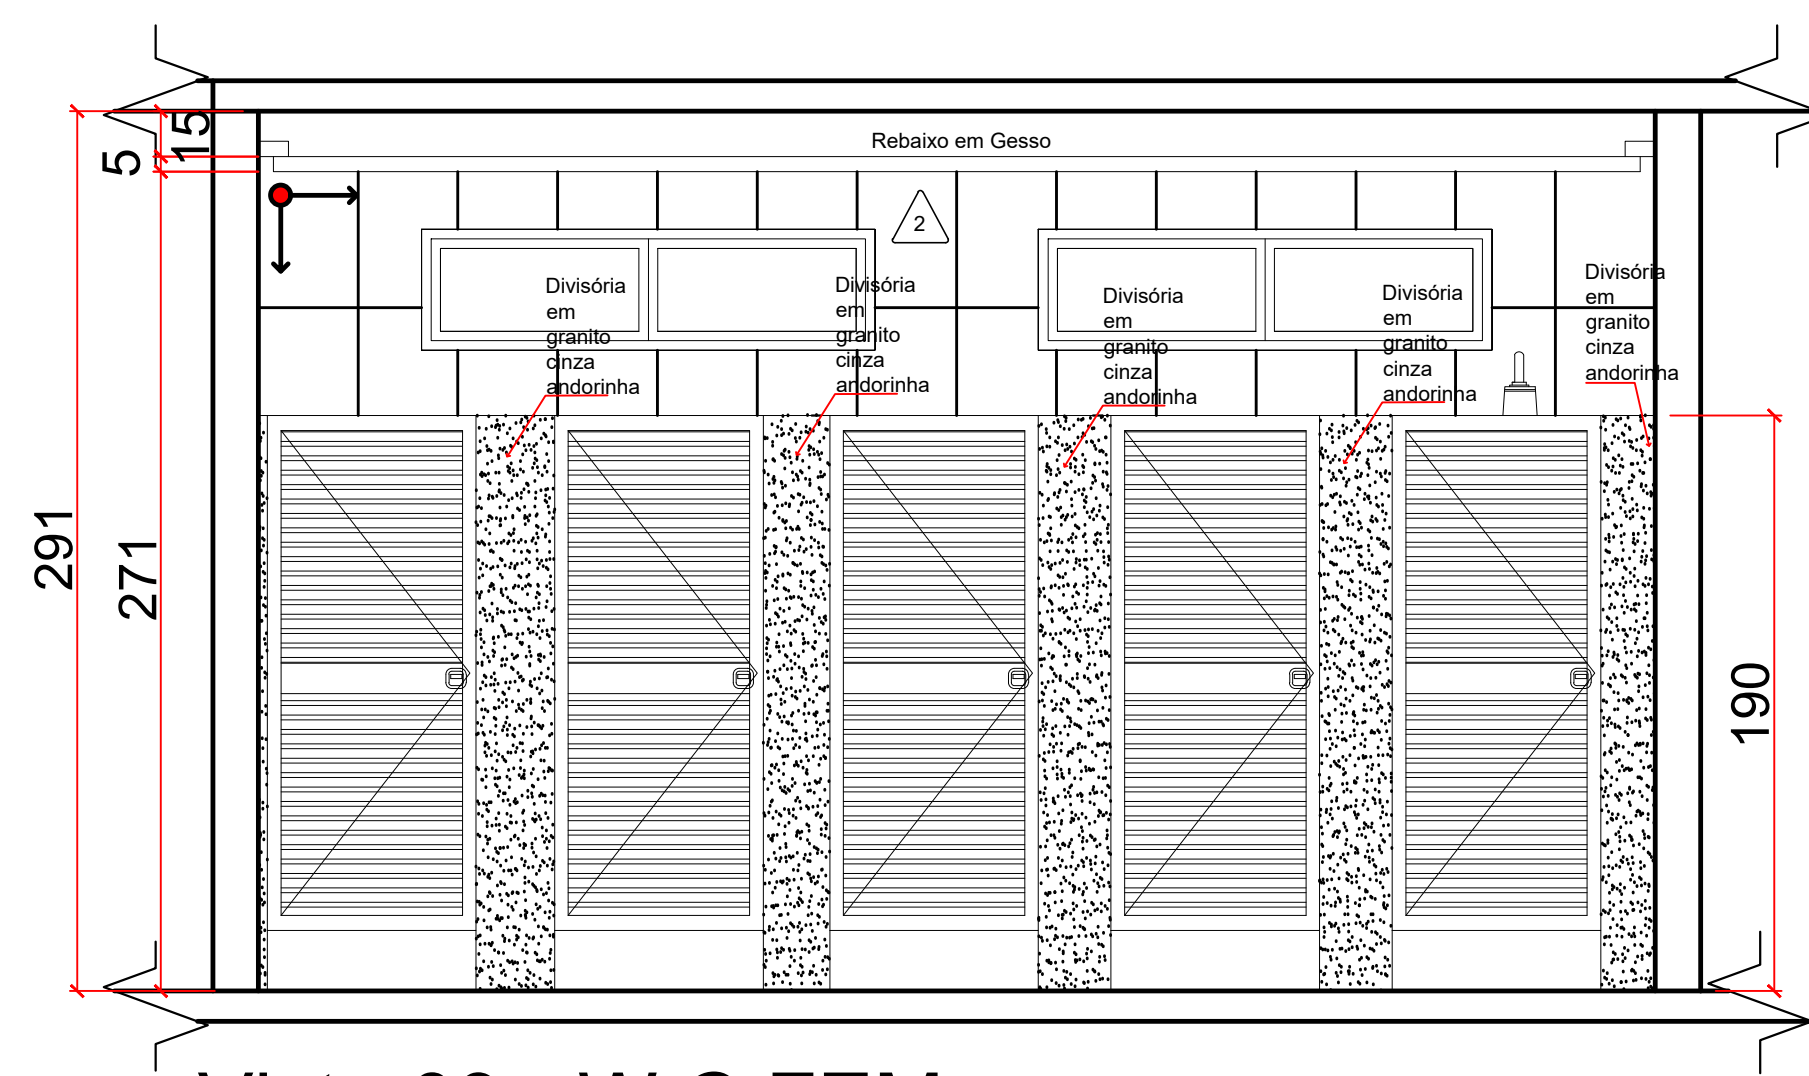 15
5
Rebaixo em Gesso
2
Divisória
em
granito
cinza
andorinha
Divisória
em
granito
cinza
andorinha
Divisória
em
granito
cinza
andorinha
Divisória
em
granito
cinza
andorinha
Divisória
em
granito
cinza
andorinha
291
271
190